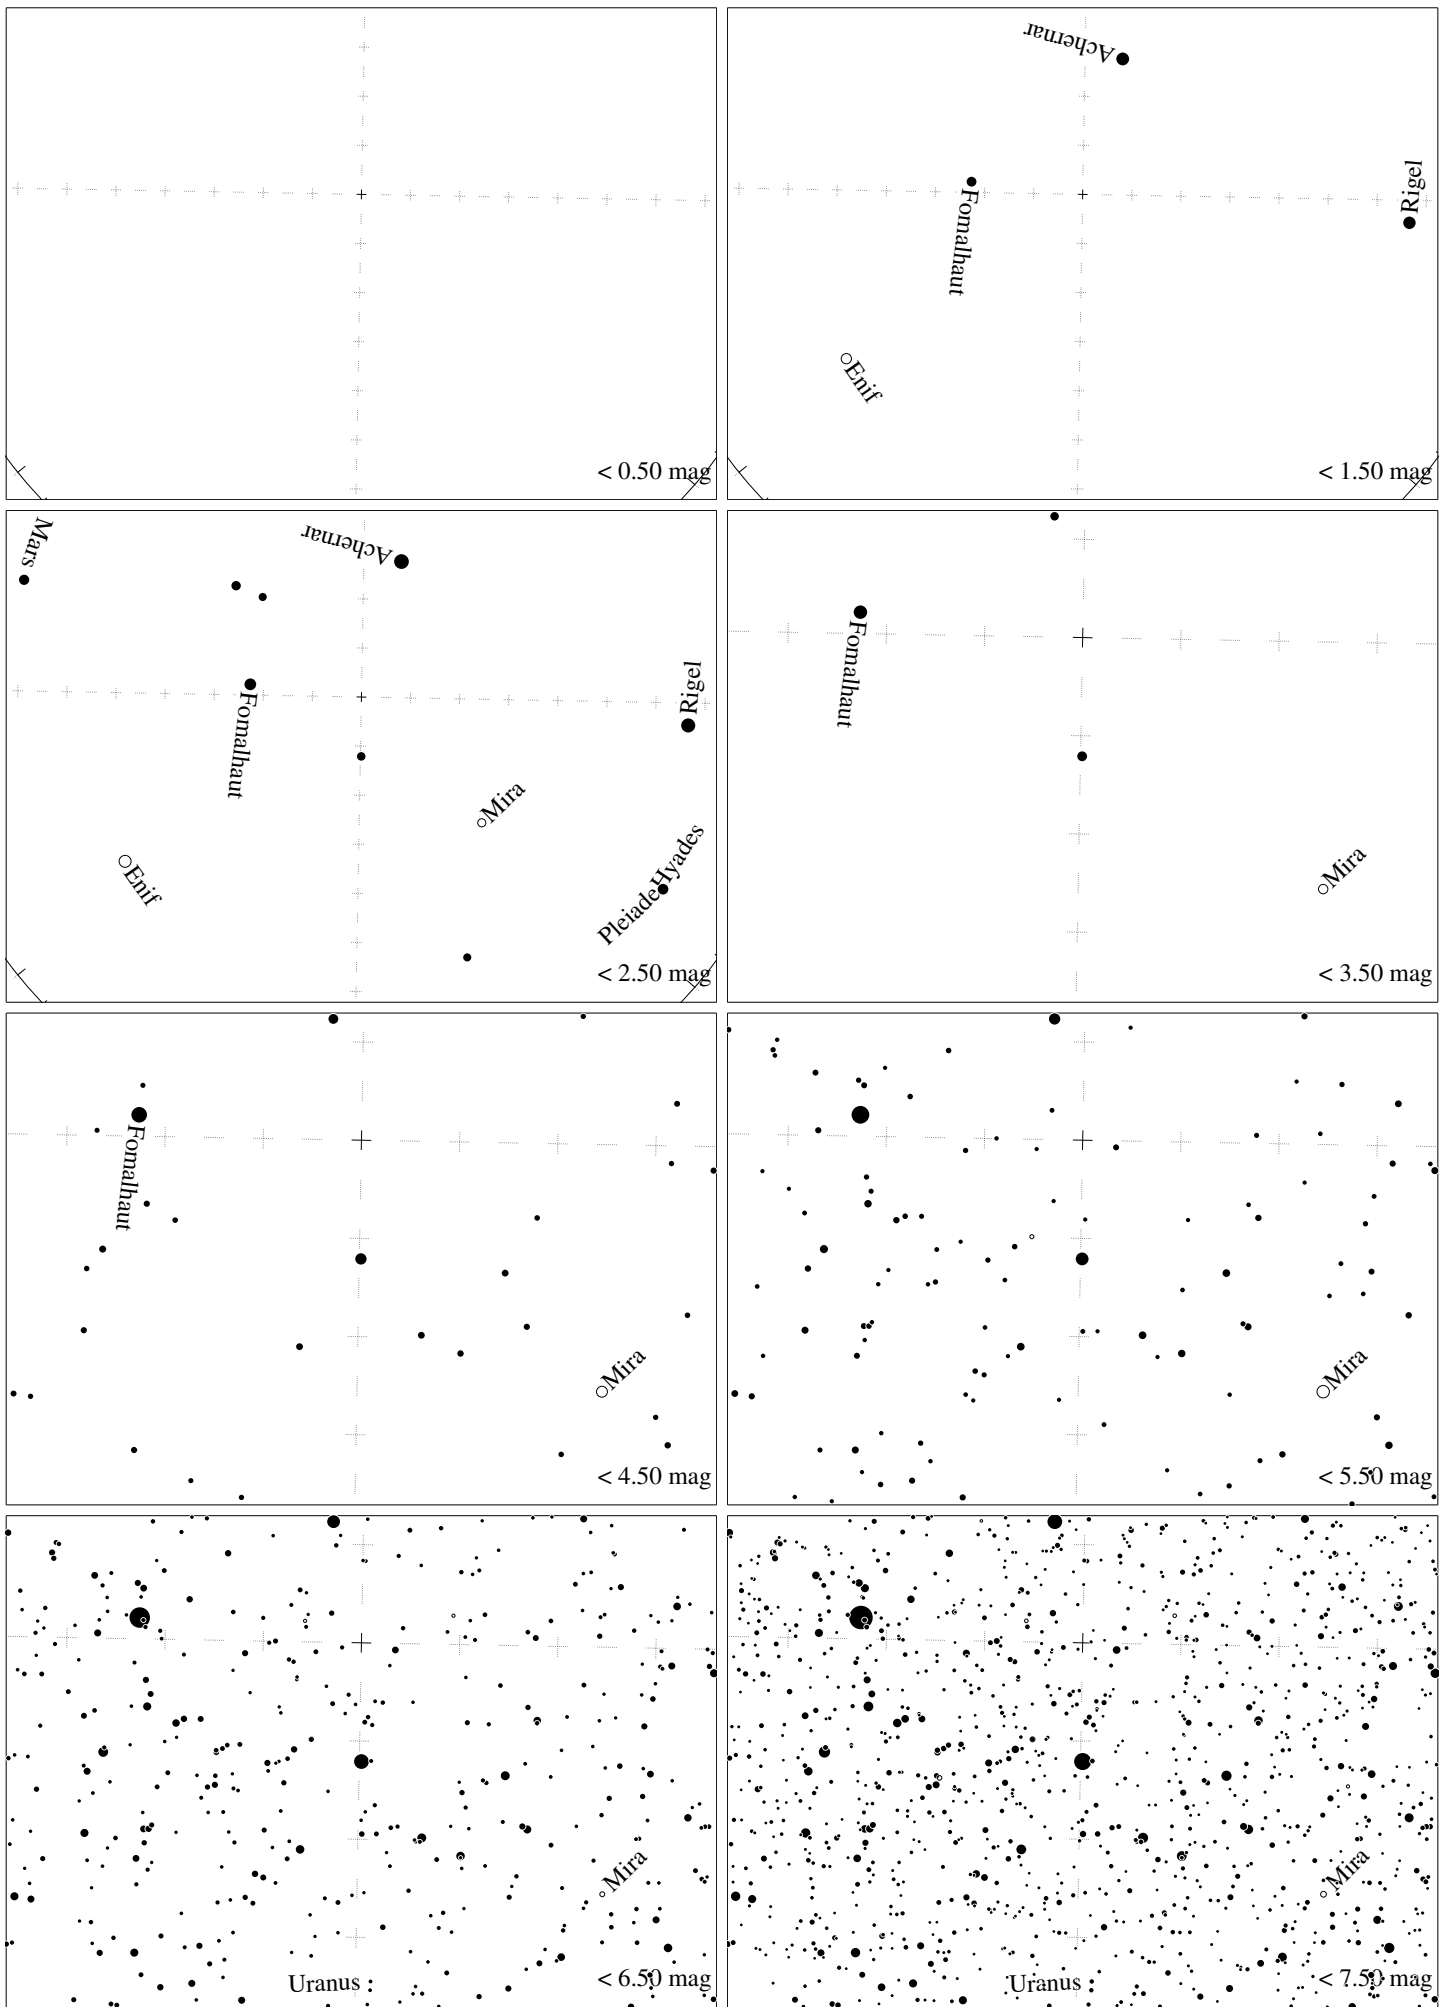 < 0.50 mag
Achernar
Rigel
Fomalhaut
Enif
< 1.50 mag
Mars
Achernar
Rigel
Fomalhaut
Mira
Enif
Hyades
Pleiade
< 2.50 mag
Fomalhaut
Mira
< 3.50 mag
Fomalhaut
Mira
< 4.50 mag
Mira
< 5.50 mag
Mira
Uranus
< 6.50 mag
Mira
Uranus
< 7.50 mag